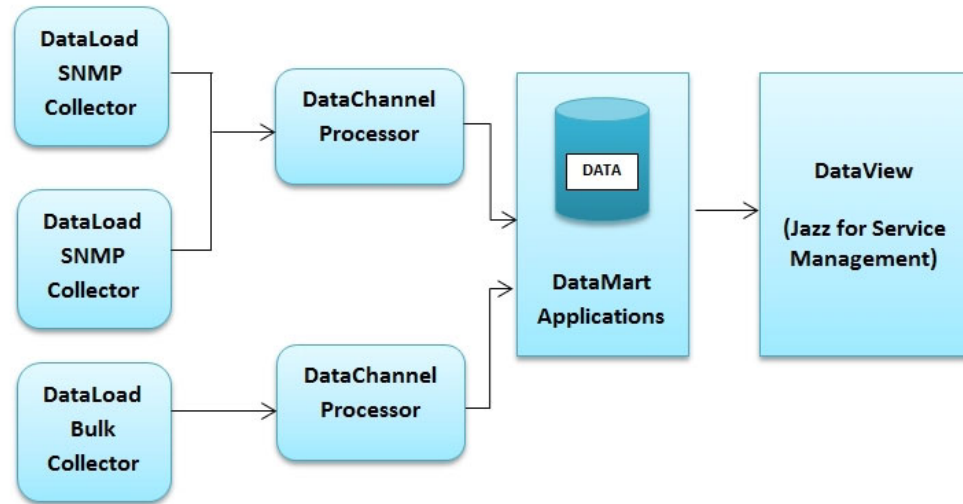 DataLoad
SNMP
Collector
DataLoad
SNMP
Collector
DataLoad
Bulk
Collector
DataChannel
Processor
DataChannel
Processor
DATA
DataMart
Applications
DataView
(Jazz for Service
Management)